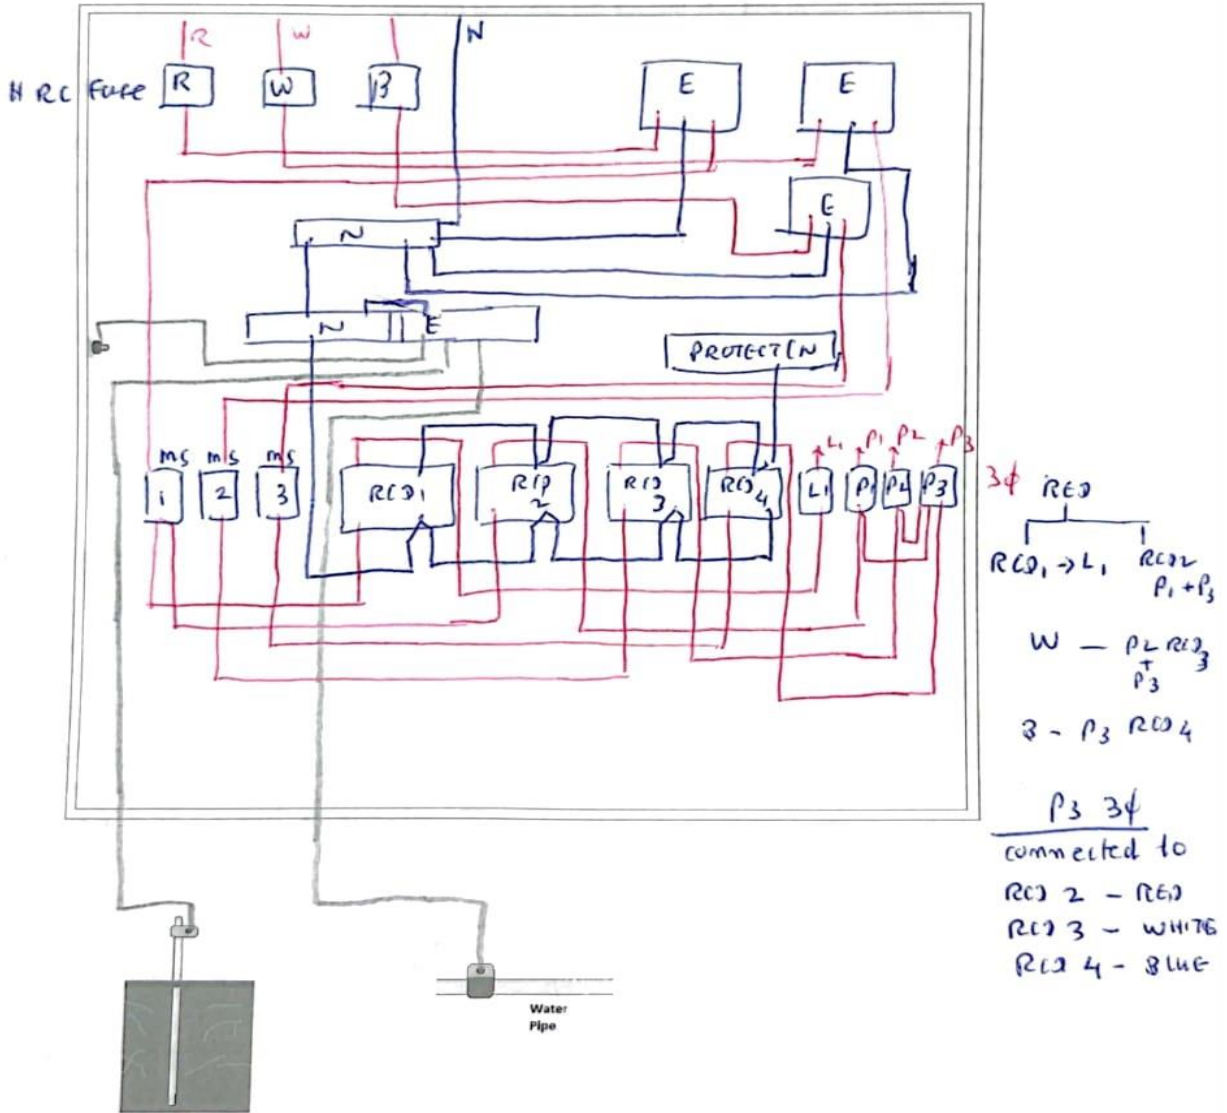 R W N
HRC Fuse R W B E E
E
N
N E
PROTECT(N
ms ms ms
1 2 3 RCD1 RCD 2 RCD 3 RCD 4 L1 P1 P2 P3
L1 P1 P2 P3
3φ RED
RCD1 → L1 RCD2
P1 + P3
W - P2 RCD3
+
P3
B - P3 RCD4
P3 3φ
connected to
RCD 2 - RED
RCD 3 - WHITE
RCD 4 - BLUE
Water
Pipe